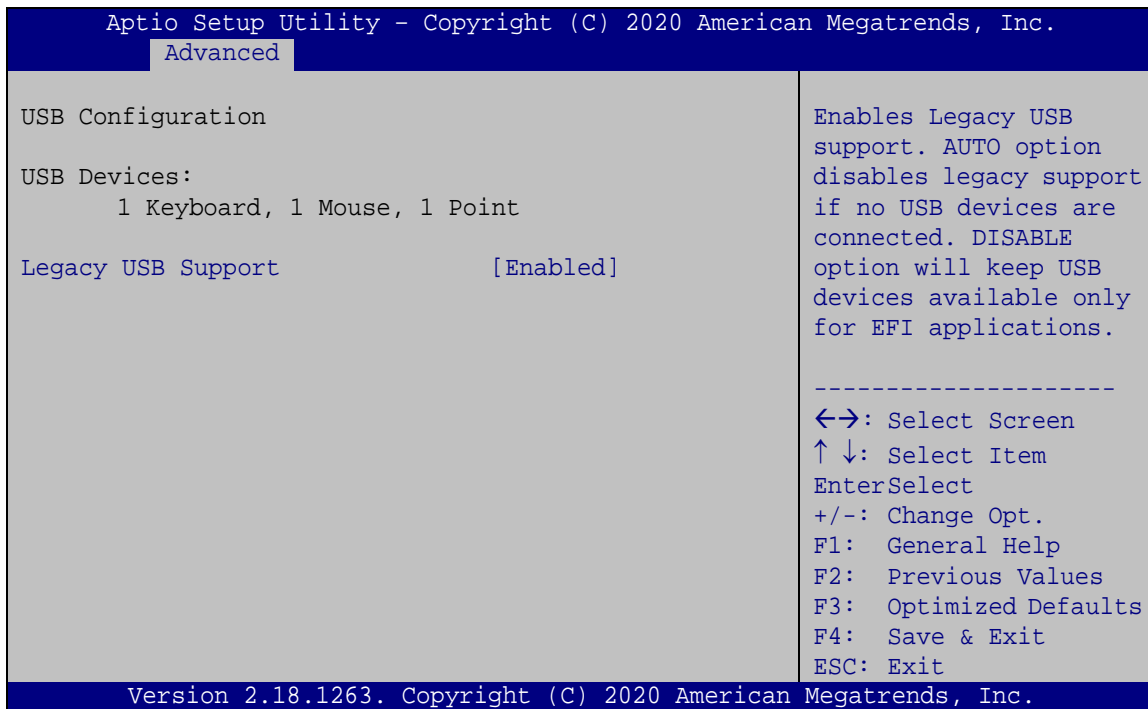 Aptio Setup Utility – Copyright (C) 2020 American Megatrends, Inc.
Advanced
USB Configuration
USB Devices:
1 Keyboard, 1 Mouse, 1 Point
Legacy USB Support [Enabled]
Enables Legacy USB
support. AUTO option
disables legacy support
if no USB devices are
connected. DISABLE
option will keep USB
devices available only
for EFI applications.
---------------------
←→: Select Screen
↑ ↓: Select Item
EnterSelect
+/-: Change Opt.
F1: General Help
F2: Previous Values
F3: Optimized Defaults
F4: Save & Exit
ESC: Exit
Version 2.18.1263. Copyright (C) 2020 American Megatrends, Inc.